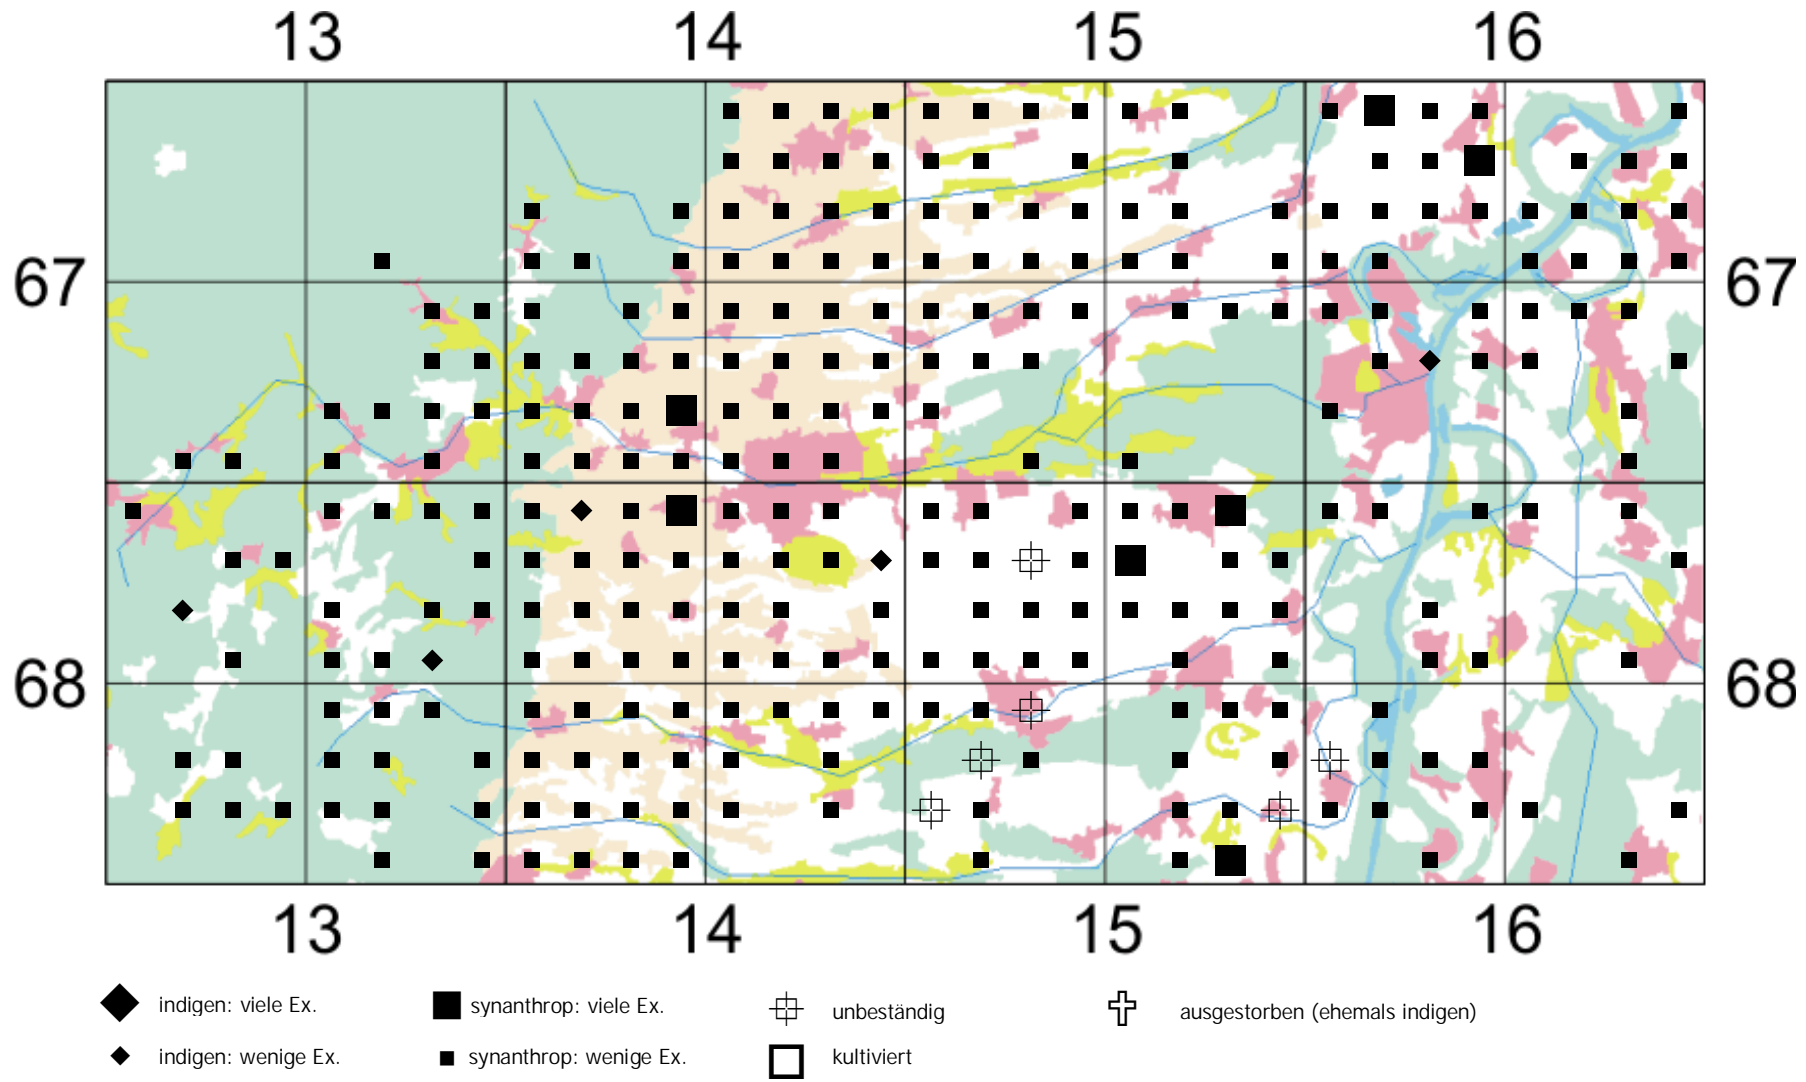 13 14 15 16
67 67
68 68
13 14 15 16
indigen: viele Ex. synanthrop: viele Ex. unbeständig ausgestorben (ehemals indigen)
indigen: wenige Ex. synanthrop: wenige Ex. kultiviert